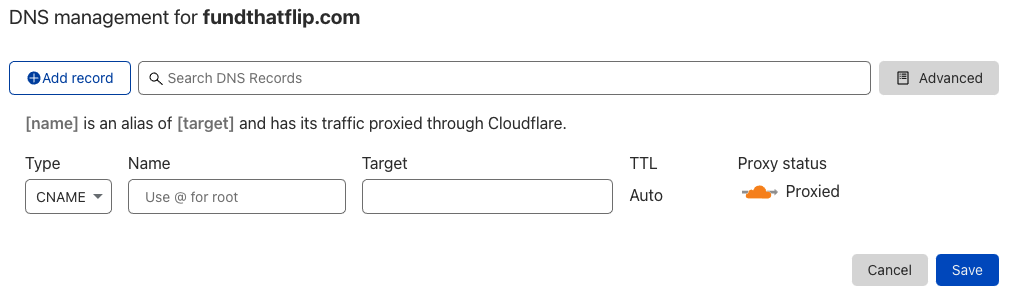 DNS management for fundthatflip.com
Add record
Search DNS Records
Advanced
[name] is an alias of [target] and has its traffic proxied through Cloudflare.
Type Name Target TTL Proxy status
CNAME Use @ for root Auto Proxied
Cancel Save